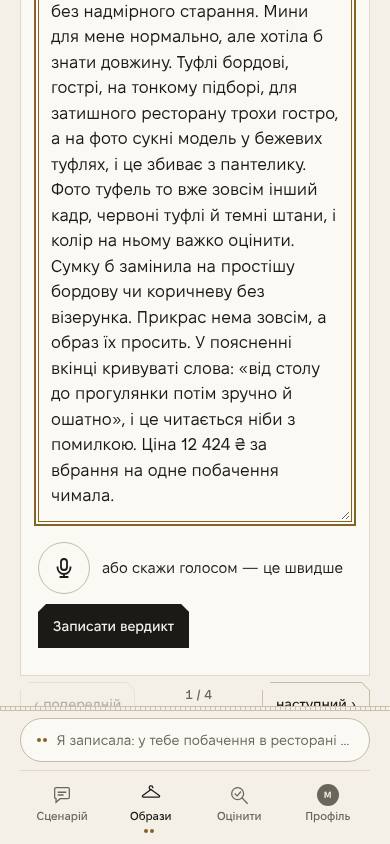 без надмірного старання. Мини
для мене нормально, але хотіла б
знати довжину. Туфлі бордові,
гострі, на тонкому підборі, для
затишного ресторану трохи гостро,
а на фото сукні модель у бежевих
туфлях, і це збиває з пантелику.
Фото туфель то вже зовсім інший
кадр, червоні туфлі й темні штани, і
колір на ньому важко оцінити.
Сумку б замінила на простішу
бордову чи коричневу без
візерунка. Прикрас нема зовсім, а
образ їх просить. У поясненні
вкінці кривуваті слова: «від столу
до прогулянки потім зручно й
ошатно», і це читається ніби з
помилкою. Ціна 12 424 ₴ за
вбрання на одне побачення
чимала.
або скажи голосом — це швидше
Записати вердикт
‹ попередній
1 / 4
наступний ›
Я записала: у тебе побачення в ресторані ...
Сценарій
Образи
Оцінити
М
Профіль